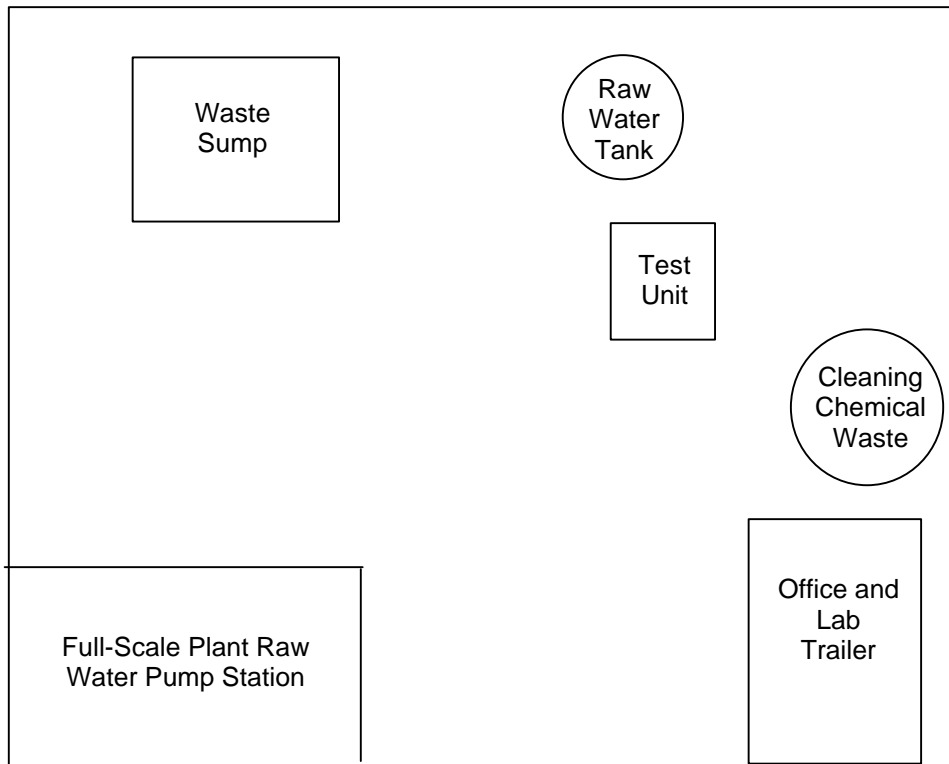 Waste
Sump
Raw
Water
Tank
Test
Unit
Cleaning
Chemical
Waste
Office and
Lab
Trailer
Full-Scale Plant Raw
Water Pump Station